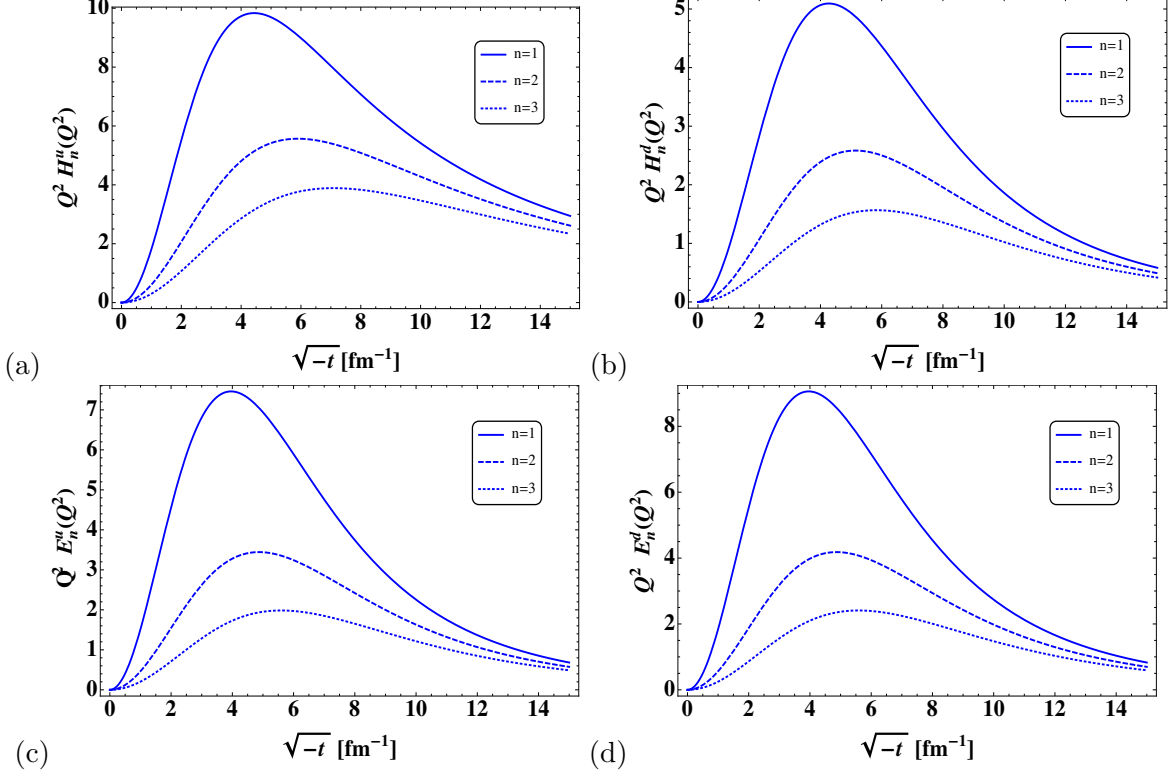 10
8
6
4
2
0
Q² Hₙᵘ(Q²)
n=1
n=2
n=3
0 2 4 6 8 10 12 14
√−t [fm⁻¹]
(a)
5
4
3
2
1
0
Q² Hₙᵈ(Q²)
n=1
n=2
n=3
0 2 4 6 8 10 12 14
√−t [fm⁻¹]
(b)
7
6
5
4
3
2
1
0
Q² Eₙᵘ(Q²)
n=1
n=2
n=3
0 2 4 6 8 10 12 14
√−t [fm⁻¹]
(c)
8
6
4
2
0
Q² Eₙᵈ(Q²)
n=1
n=2
n=3
0 2 4 6 8 10 12 14
√−t [fm⁻¹]
(d)